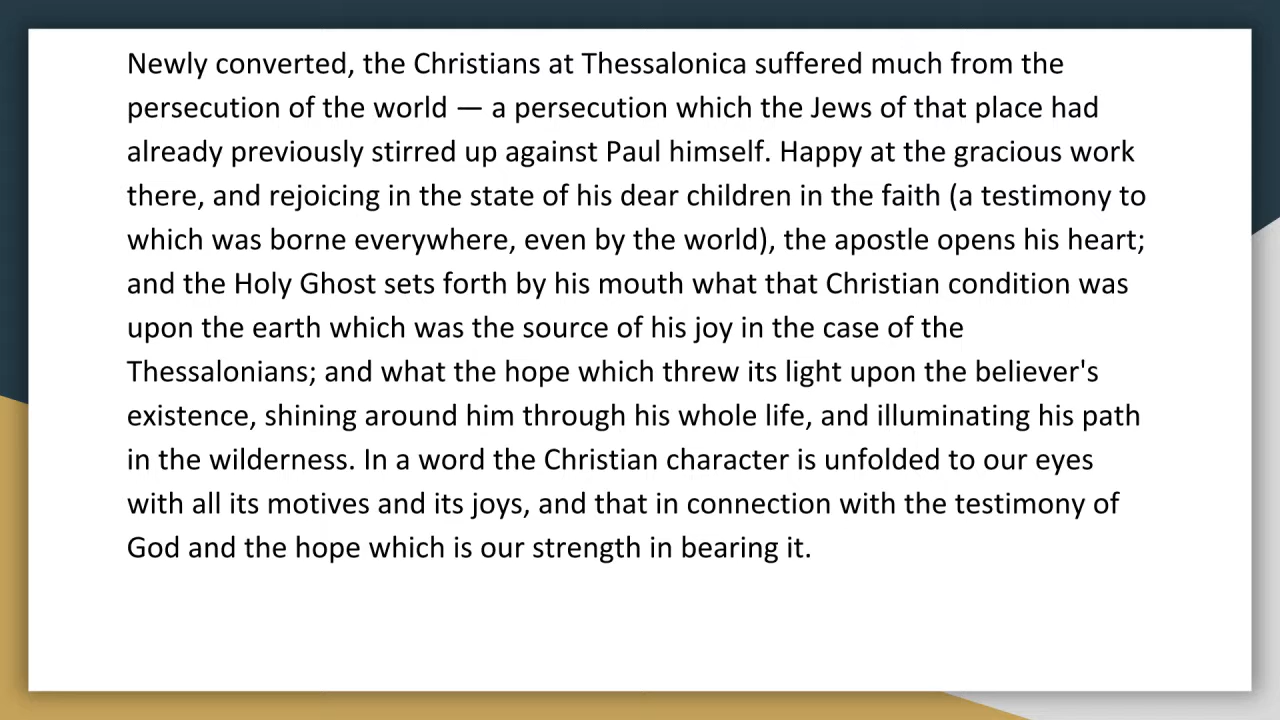 Newly converted, the Christians at Thessalonica suffered much from the
persecution of the world — a persecution which the Jews of that place had
already previously stirred up against Paul himself. Happy at the gracious work
there, and rejoicing in the state of his dear children in the faith (a testimony to
which was borne everywhere, even by the world), the apostle opens his heart;
and the Holy Ghost sets forth by his mouth what that Christian condition was
upon the earth which was the source of his joy in the case of the
Thessalonians; and what the hope which threw its light upon the believer's
existence, shining around him through his whole life, and illuminating his path
in the wilderness. In a word the Christian character is unfolded to our eyes
with all its motives and its joys, and that in connection with the testimony of
God and the hope which is our strength in bearing it.